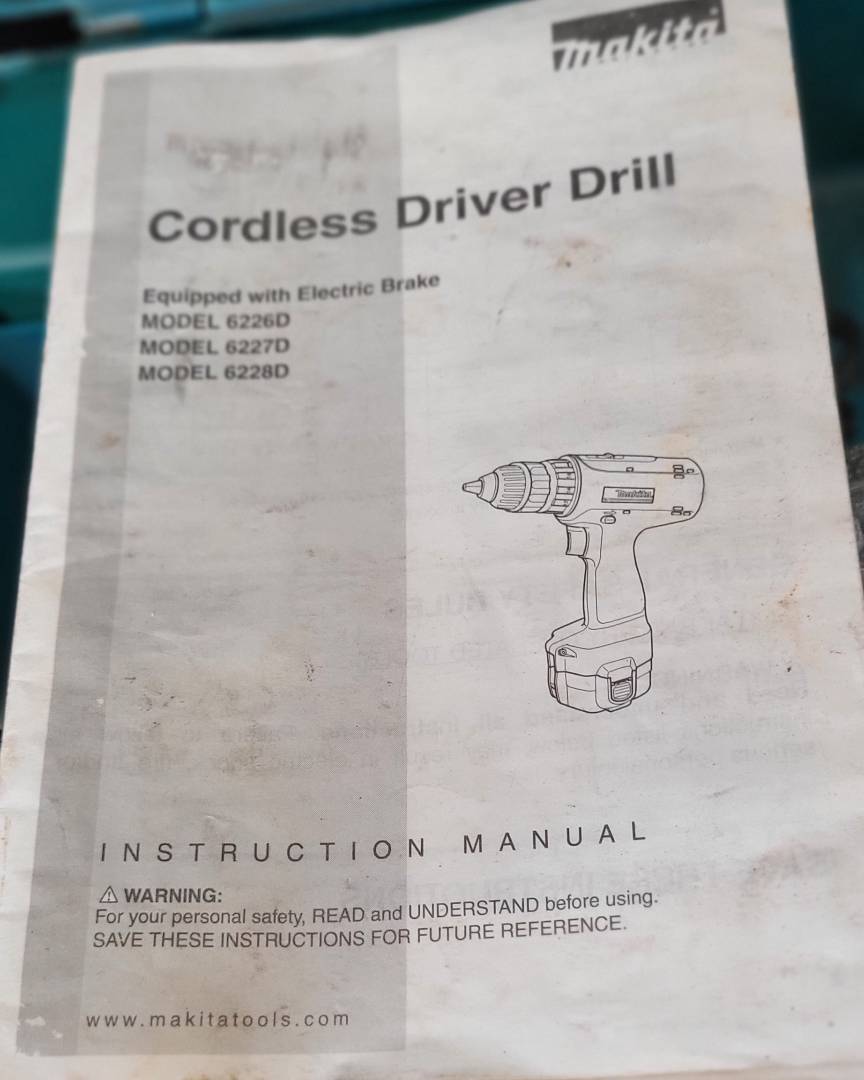 makita
Cordless Driver Drill
Equipped with Electric Brake
MODEL 6226D
MODEL 6227D
MODEL 6228D
makita
INSTRUCTION MANUAL
⚠ WARNING:
For your personal safety, READ and UNDERSTAND before using.
SAVE THESE INSTRUCTIONS FOR FUTURE REFERENCE.
www.makitatools.com